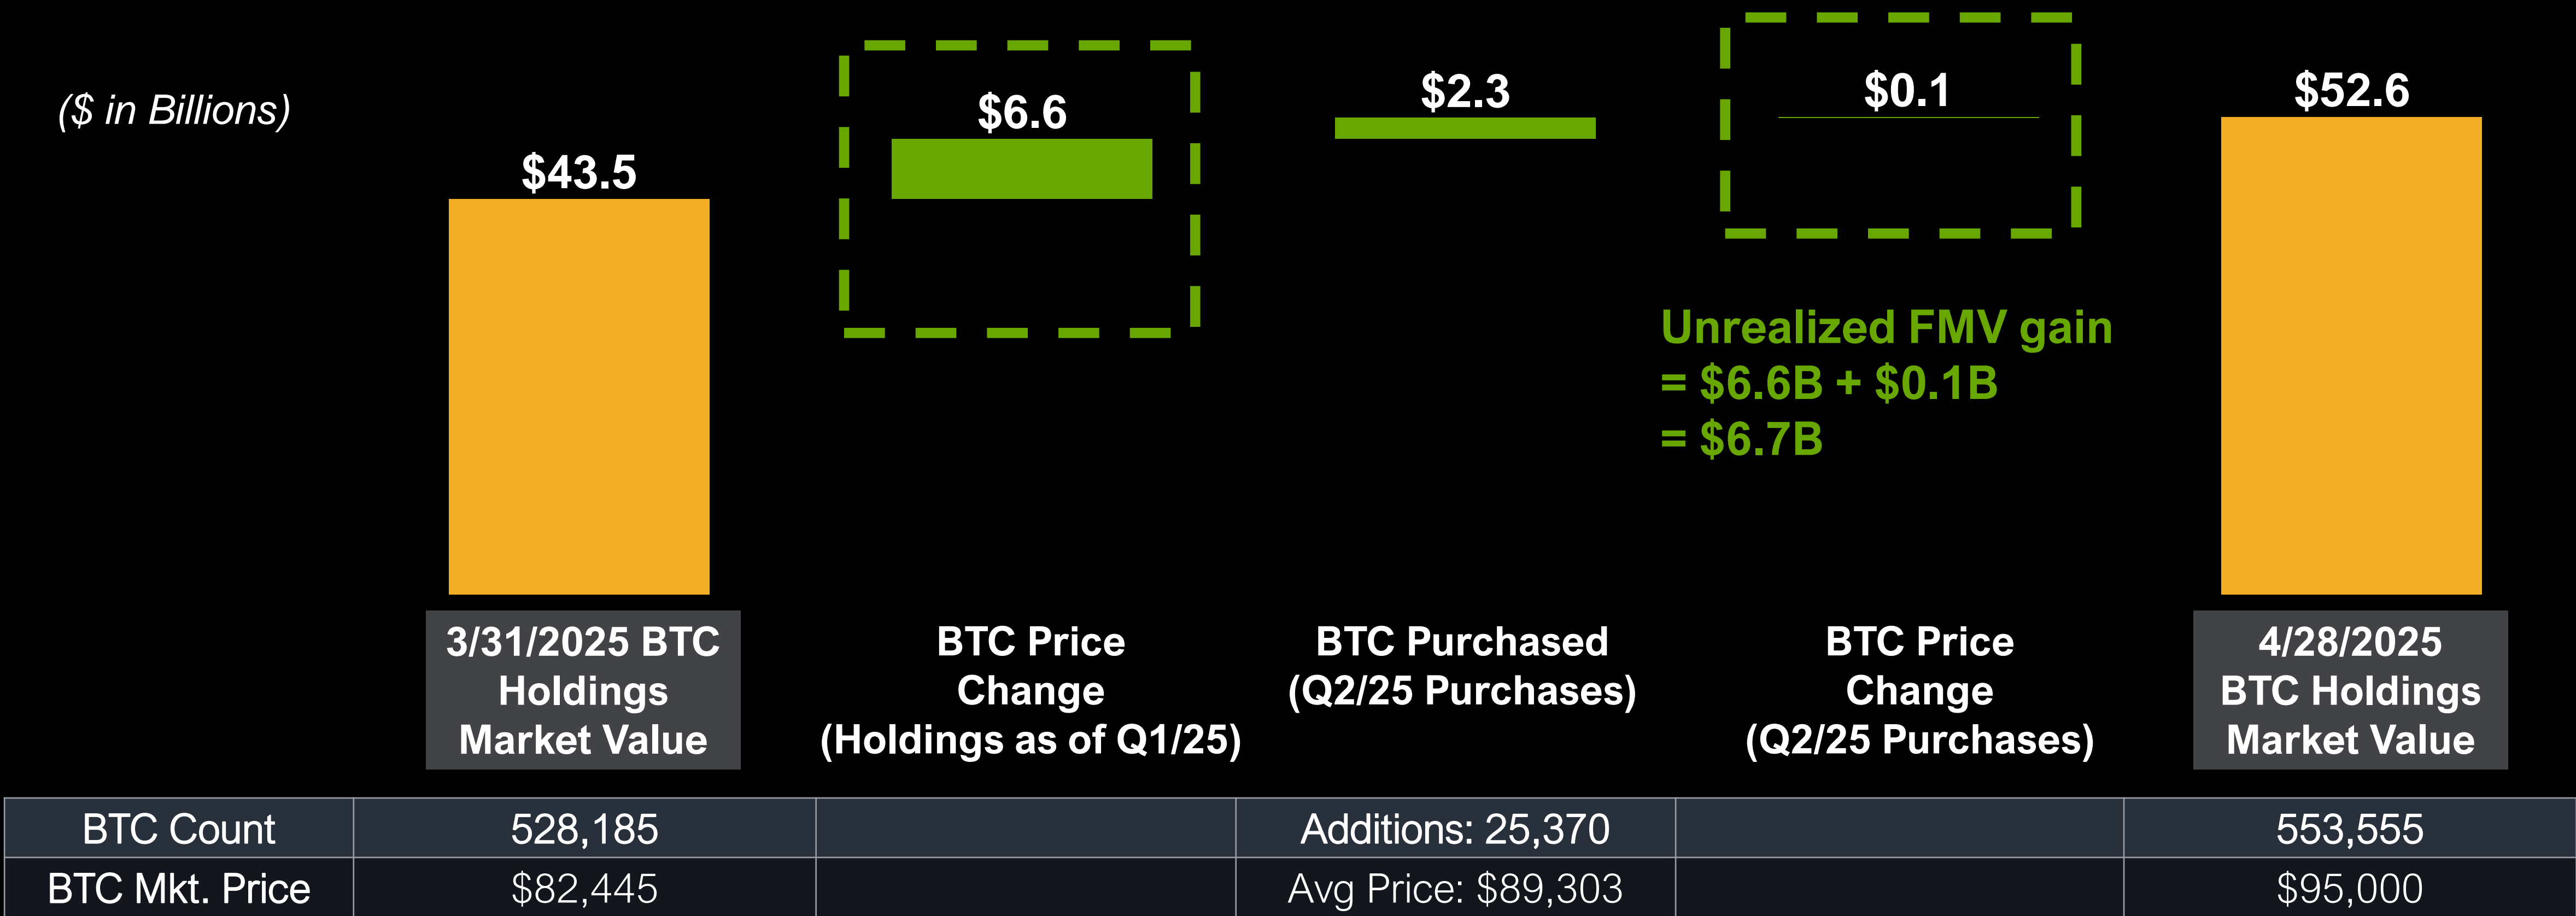 ($ in Billions)
$43.5
$6.6
$2.3
$0.1
$52.6
Unrealized FMV gain
= $6.6B + $0.1B
= $6.7B
3/31/2025 BTC
Holdings
Market Value
BTC Price
Change
(Holdings as of Q1/25)
BTC Purchased
(Q2/25 Purchases)
BTC Price
Change
(Q2/25 Purchases)
4/28/2025
BTC Holdings
Market Value
BTC Count 528,185 Additions: 25,370 553,555
BTC Mkt. Price $82,445 Avg Price: $89,303 $95,000